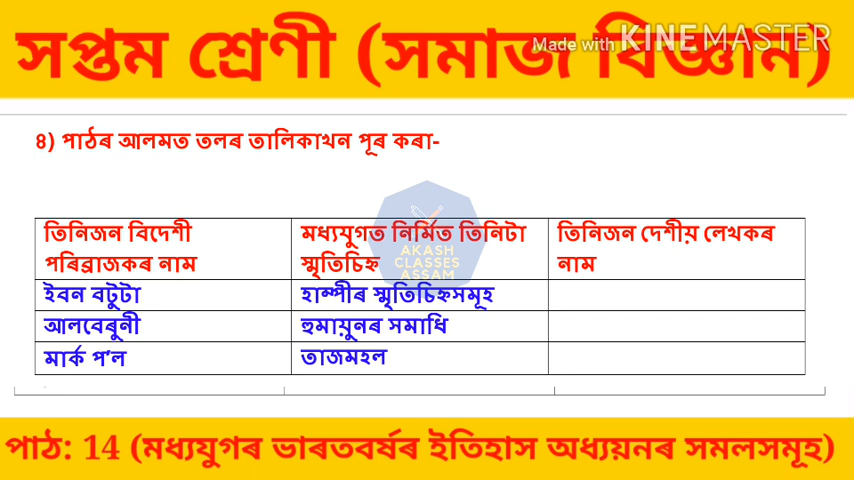 সপ্তম শ্ৰেণী (সমাজ বিজ্ঞান)
Made with KINEMASTER
৪) পাঠৰ আলমত তলৰ তালিকাখন পূৰ কৰা-
তিনিজন বিদেশী পৰিব্ৰাজকৰ নাম
মধ্যযুগত নিৰ্মিত তিনিটা স্মৃতিচিহ্ন
তিনিজন দেশীয় লেখকৰ নাম
ইবন বটুটা
হাম্পীৰ স্মৃতিচিহ্নসমূহ
আলবেৰুনী
হুমায়ুনৰ সমাধি
মাৰ্ক প’ল
তাজমহল
AKASH
CLASSES
ASSAM
পাঠ: 14 (মধ্যযুগৰ ভাৰতবৰ্ষৰ ইতিহাস অধ্যয়নৰ সমলসমূহ)